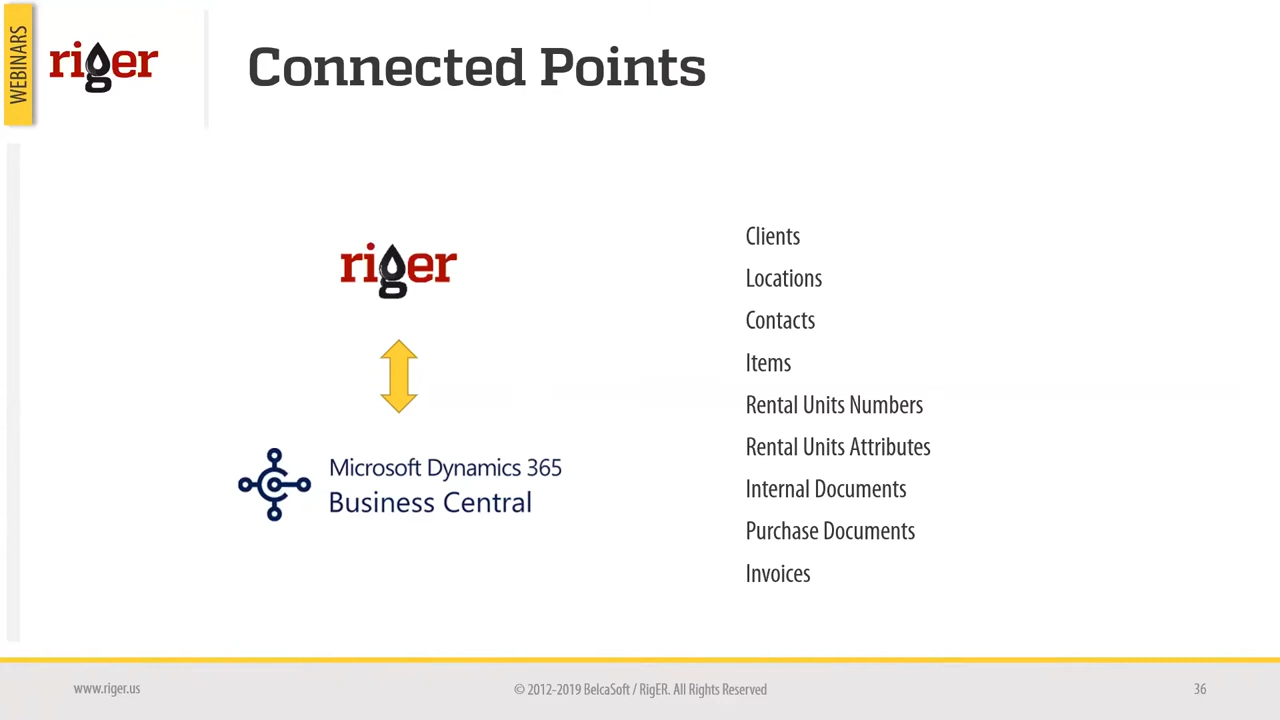 WEBINARS
riger
Connected Points
riger
Microsoft Dynamics 365
Business Central
Clients
Locations
Contacts
Items
Rental Units Numbers
Rental Units Attributes
Internal Documents
Purchase Documents
Invoices
www.riger.us
© 2012-2019 BelcaSoft / RigER. All Rights Reserved
36